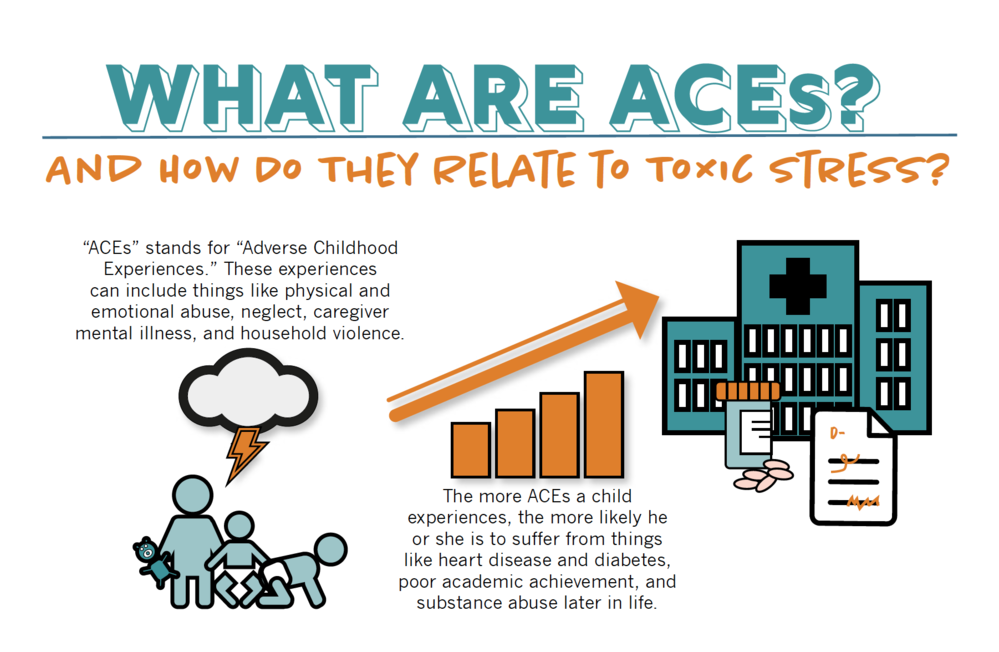 WHAT ARE ACEs?
AND HOW DO THEY RELATE TO TOXIC STRESS?
“ACEs” stands for “Adverse Childhood
Experiences.” These experiences
can include things like physical and
emotional abuse, neglect, caregiver
mental illness, and household violence.
The more ACEs a child
experiences, the more likely he
or she is to suffer from things
like heart disease and diabetes,
poor academic achievement, and
substance abuse later in life.
D-